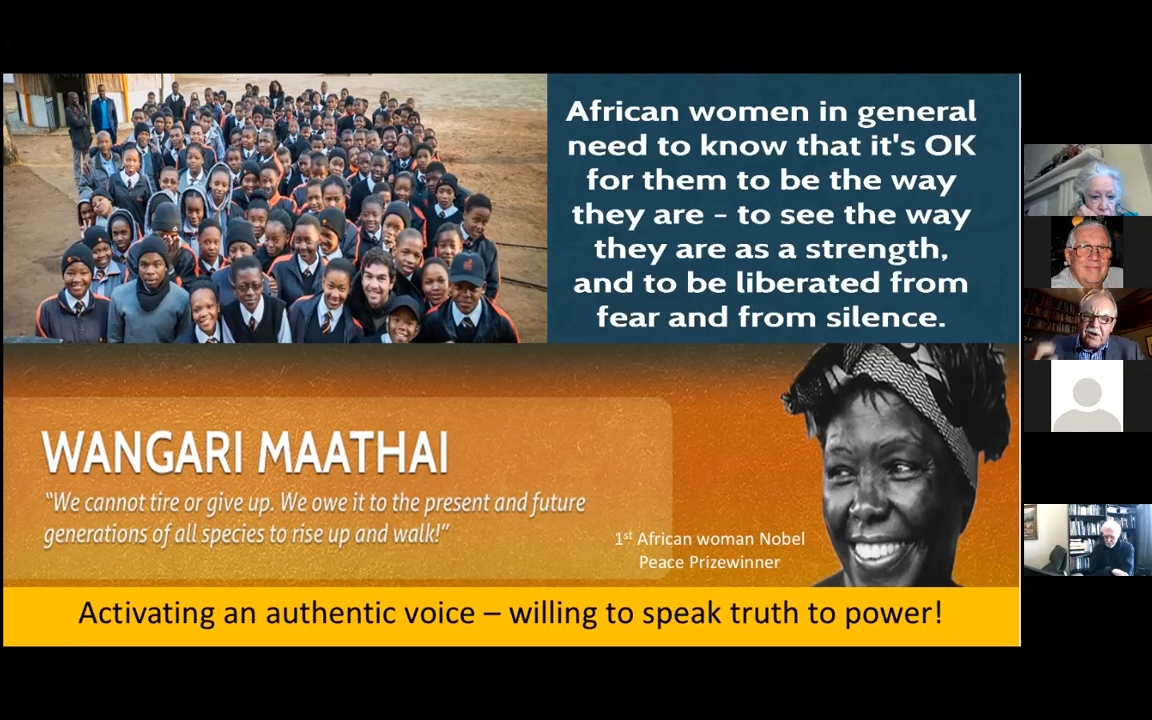 African women in general
need to know that it's OK
for them to be the way
they are - to see the way
they are as a strength,
and to be liberated from
fear and from silence.
WANGARI MAATHAI
“We cannot tire or give up. We owe it to the present and future
generations of all species to rise up and walk!”
1st African woman Nobel
Peace Prizewinner
Activating an authentic voice – willing to speak truth to power!